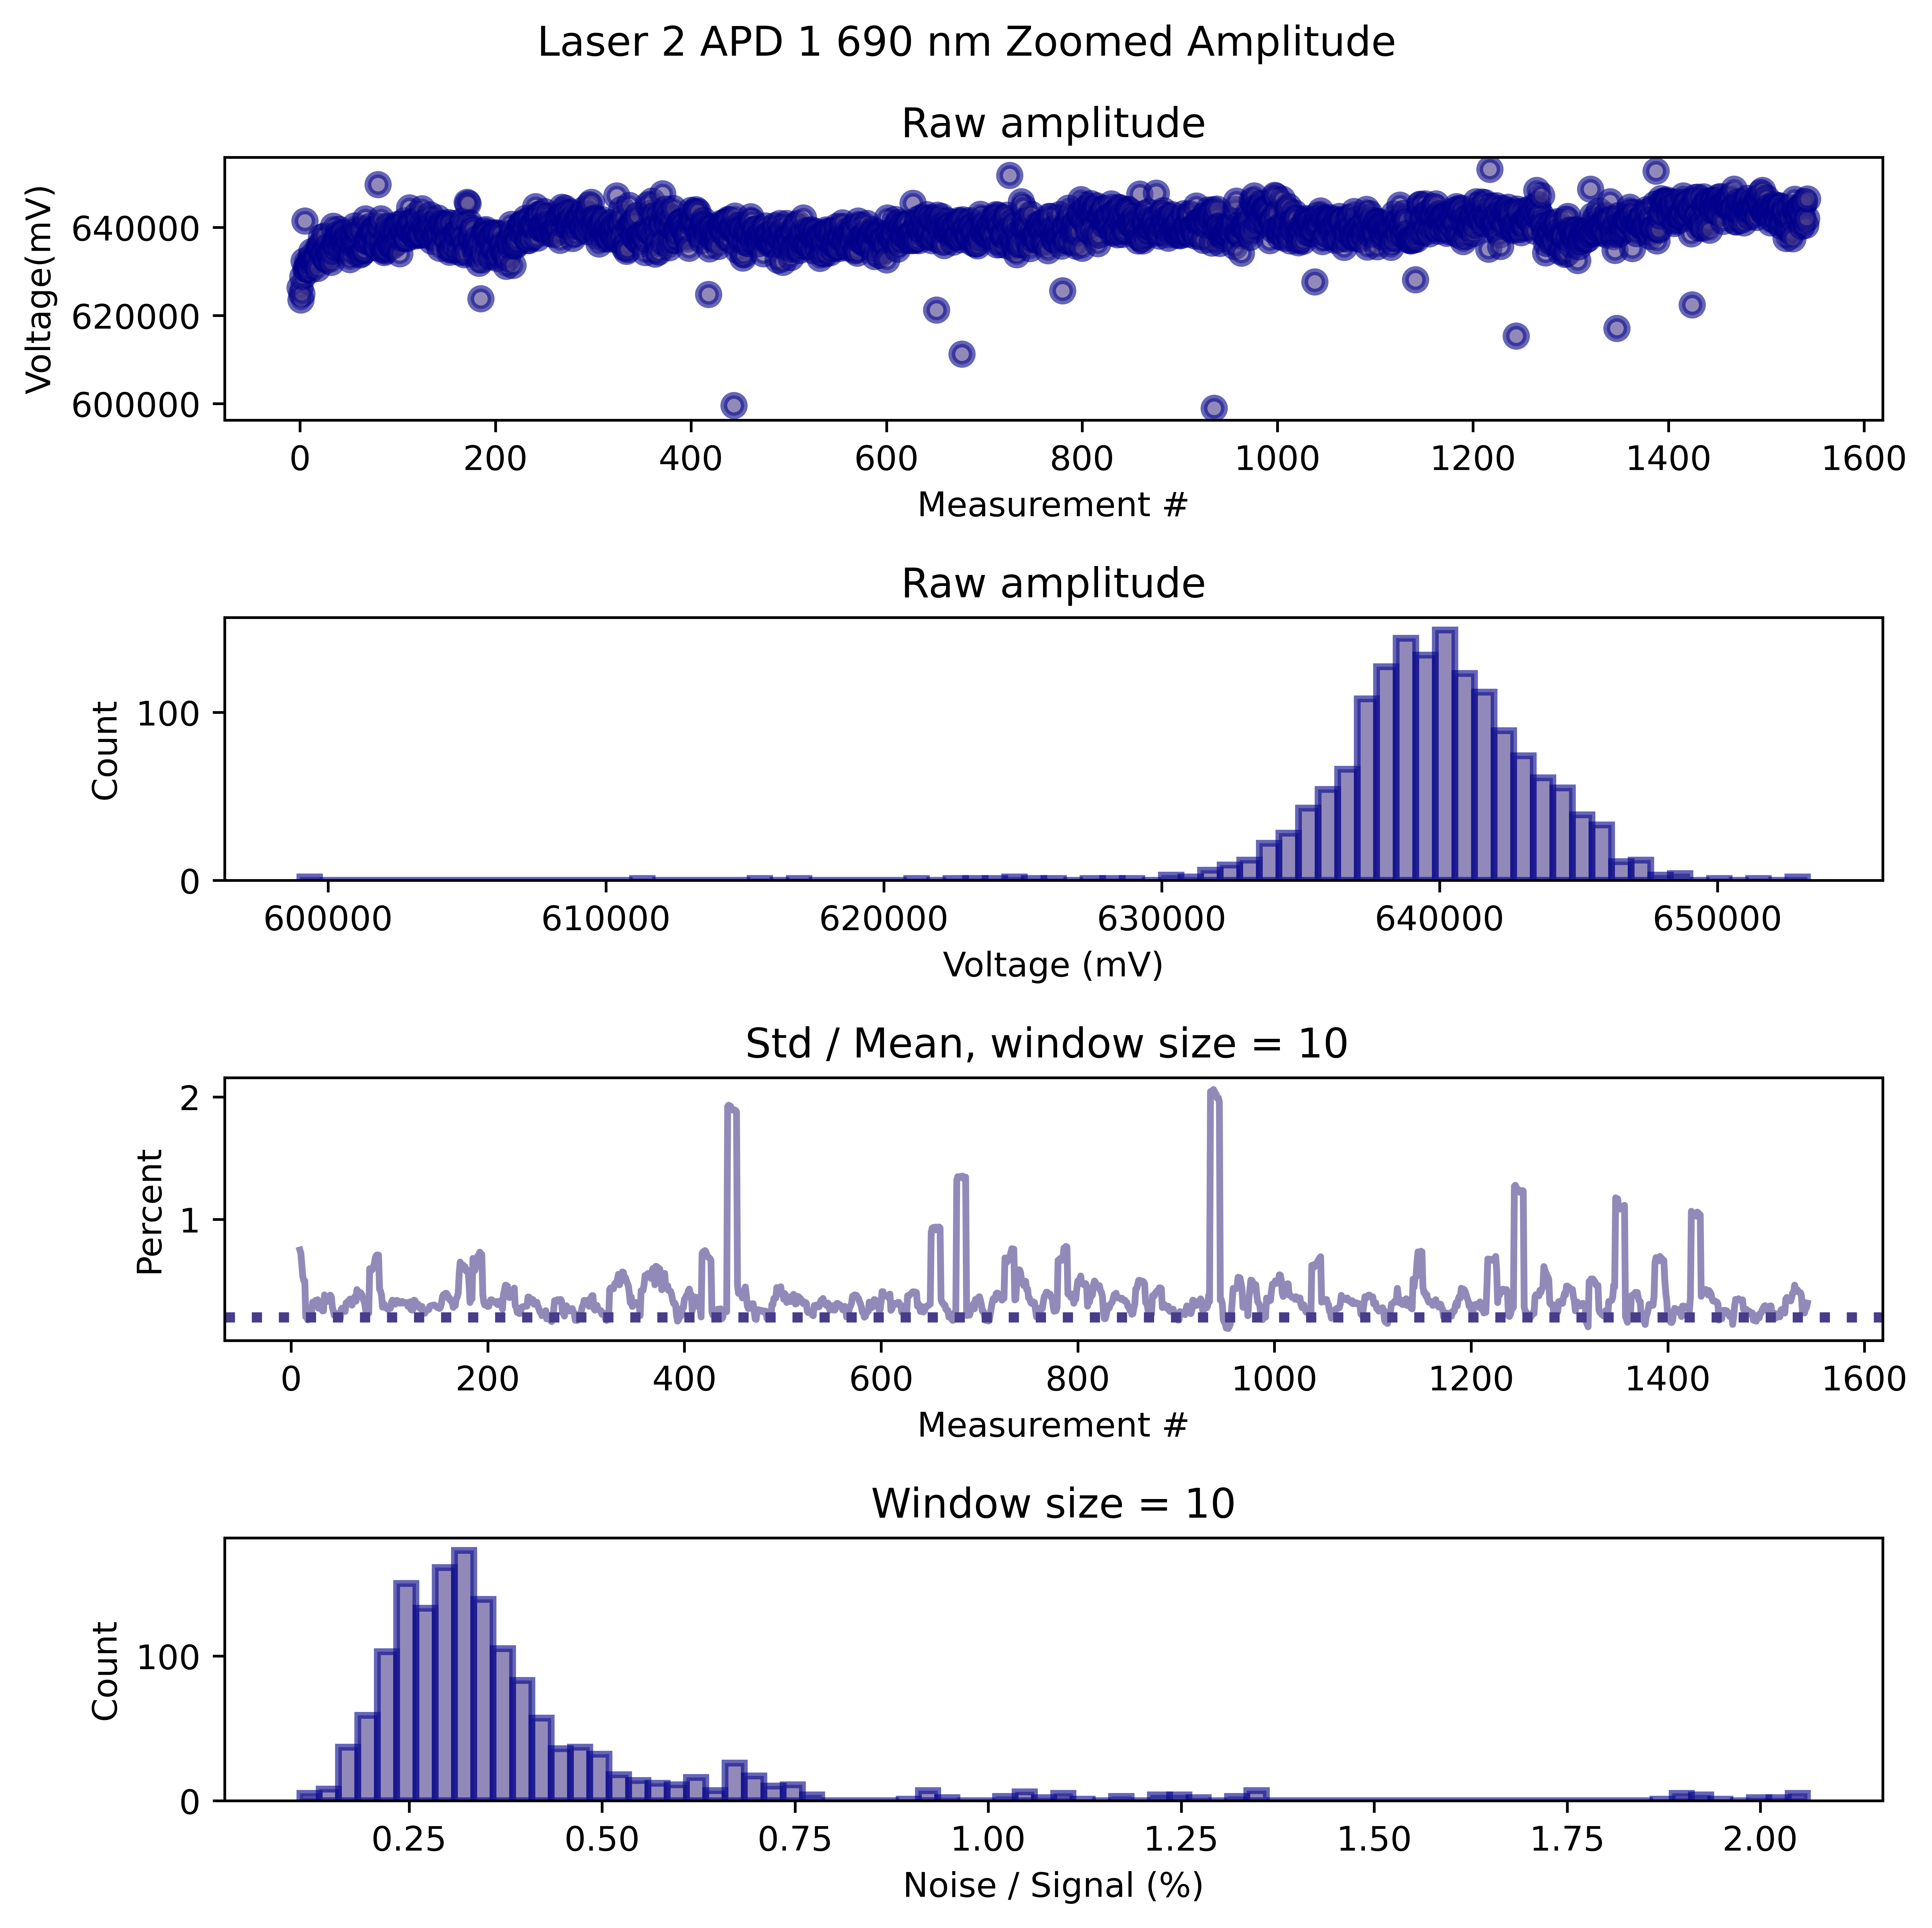 Laser 2 APD 1 690 nm Zoomed Amplitude
Raw amplitude
Voltage(mV)
640000
620000
600000
0 200 400 600 800 1000 1200 1400 1600
Measurement #
Raw amplitude
Count
100
0
600000 610000 620000 630000 640000 650000
Voltage (mV)
Std / Mean, window size = 10
Percent
2
1
0 200 400 600 800 1000 1200 1400 1600
Measurement #
Window size = 10
Count
100
0
0.25 0.50 0.75 1.00 1.25 1.50 1.75 2.00
Noise / Signal (%)